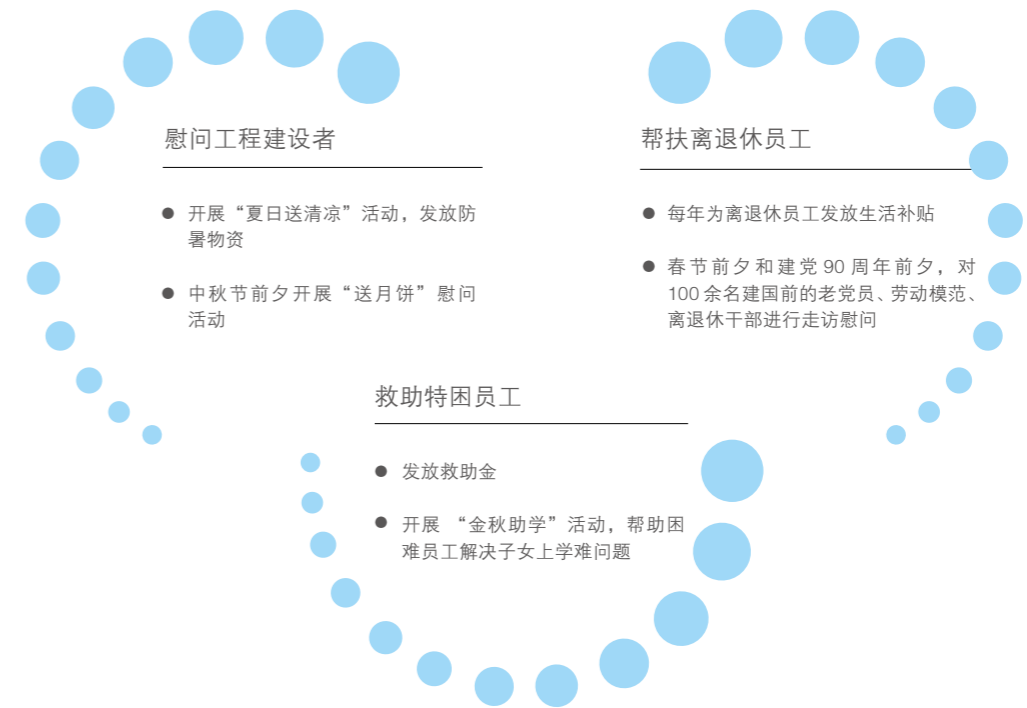 慰问工程建设者
● 开展“夏日送清凉”活动，发放防
暑物资
● 中秋节前夕开展“送月饼”慰问
活动
帮扶离退休员工
● 每年为离退休员工发放生活补贴
● 春节前夕和建党 90 周年前夕，对
100 余名建国前的老党员、劳动模范、
离退休干部进行走访慰问
救助特困员工
● 发放救助金
● 开展 “金秋助学”活动，帮助困
难员工解决子女上学难问题